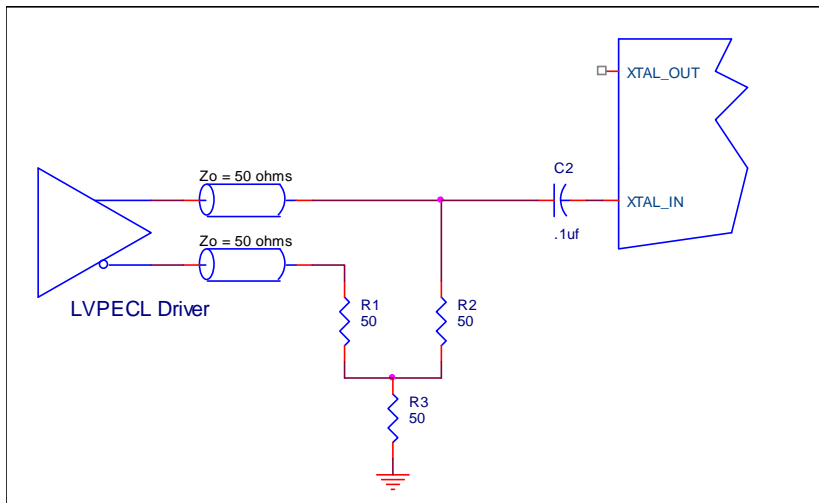 XTAL_OUT
Zo = 50 ohms
C2
XTAL_IN
.1uf
Zo = 50 ohms
LVPECL Driver
R1
50
R2
50
R3
50